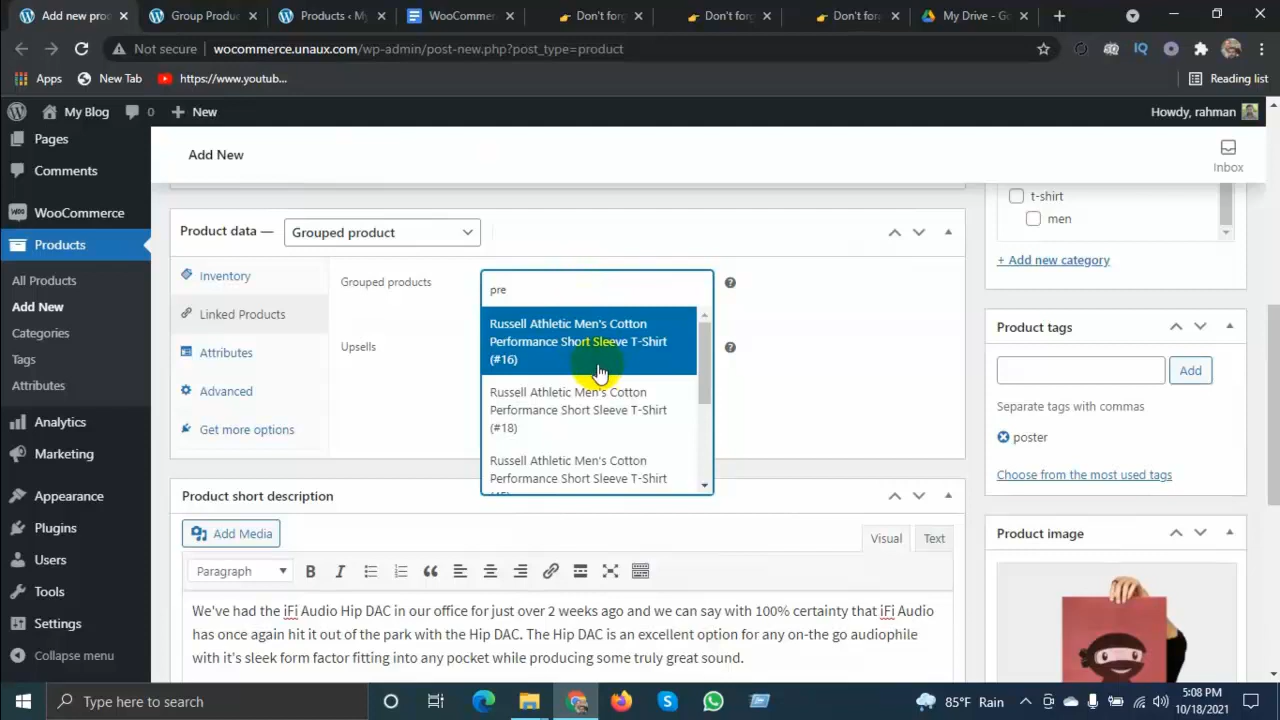 Add new pro
Group Produ
Products ‹ My
WooCommer
Don't forg
Don't forg
Don't forg
My Drive - Go
Not secure
wocommerce.unaux.com/wp-admin/post-new.php?post_type=product
IQ
Apps
New Tab
https://www.youtub...
Reading list
My Blog
0
New
Howdy, rahman
Pages
Comments
WooCommerce
Products
All Products
Add New
Categories
Tags
Attributes
Analytics
Marketing
Appearance
Plugins
Users
Tools
Settings
Collapse menu
Add New
Inbox
Product data —
Grouped product
Inventory
Linked Products
Attributes
Advanced
Get more options
Grouped products
Upsells
pre
Russell Athletic Men's Cotton
Performance Short Sleeve T-Shirt
(#16)
Russell Athletic Men's Cotton
Performance Short Sleeve T-Shirt
(#18)
Russell Athletic Men's Cotton
Performance Short Sleeve T-Shirt
Product short description
Add Media
Visual
Text
Paragraph
We've had the iFi Audio Hip DAC in our office for just over 2 weeks ago and we can say with 100% certainty that iFi Audio
has once again hit it out of the park with the Hip DAC. The Hip DAC is an excellent option for any on-the go audiophile
with it's sleek form factor fitting into any pocket while producing some truly great sound.
t-shirt
men
+ Add new category
Product tags
Add
Separate tags with commas
poster
Choose from the most used tags
Product image
Type here to search
85°F Rain
5:08 PM
10/18/2021